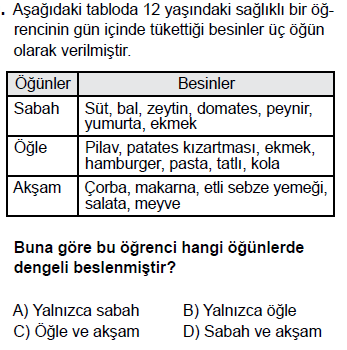 . Aşağıdaki tabloda 12 yaşındaki sağlıklı bir öğ-
rencinin gün içinde tükettiği besinler üç öğün
olarak verilmiştir.
Öğünler Besinler
Sabah Süt, bal, zeytin, domates, peynir,
yumurta, ekmek
Öğle Pilav, patates kızartması, ekmek,
hamburger, pasta, tatlı, kola
Akşam Çorba, makarna, etli sebze yemeği,
salata, meyve
Buna göre bu öğrenci hangi öğünlerde
dengeli beslenmiştir?
A) Yalnızca sabah B) Yalnızca öğle
C) Öğle ve akşam D) Sabah ve akşam